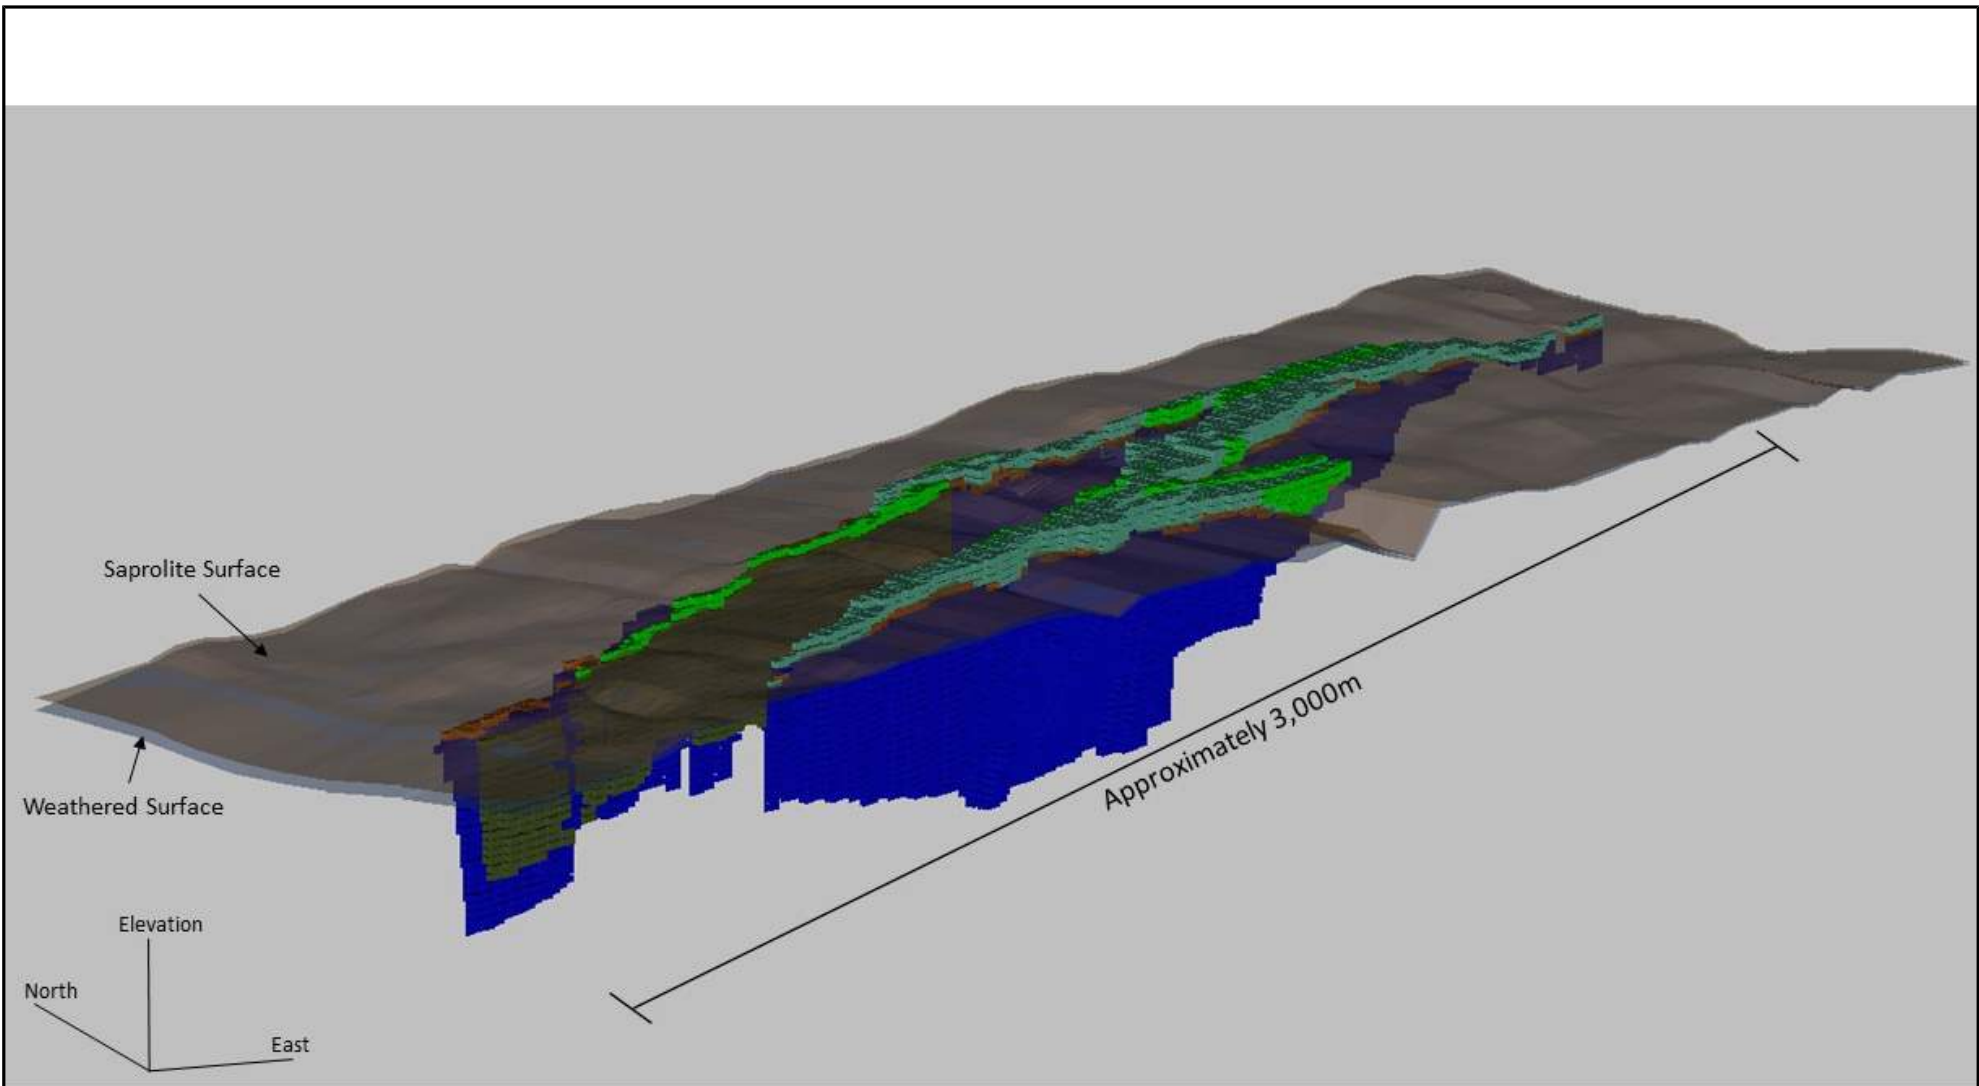 Saprolite Surface
Weathered Surface
Approximately 3,000m
Elevation
North
East